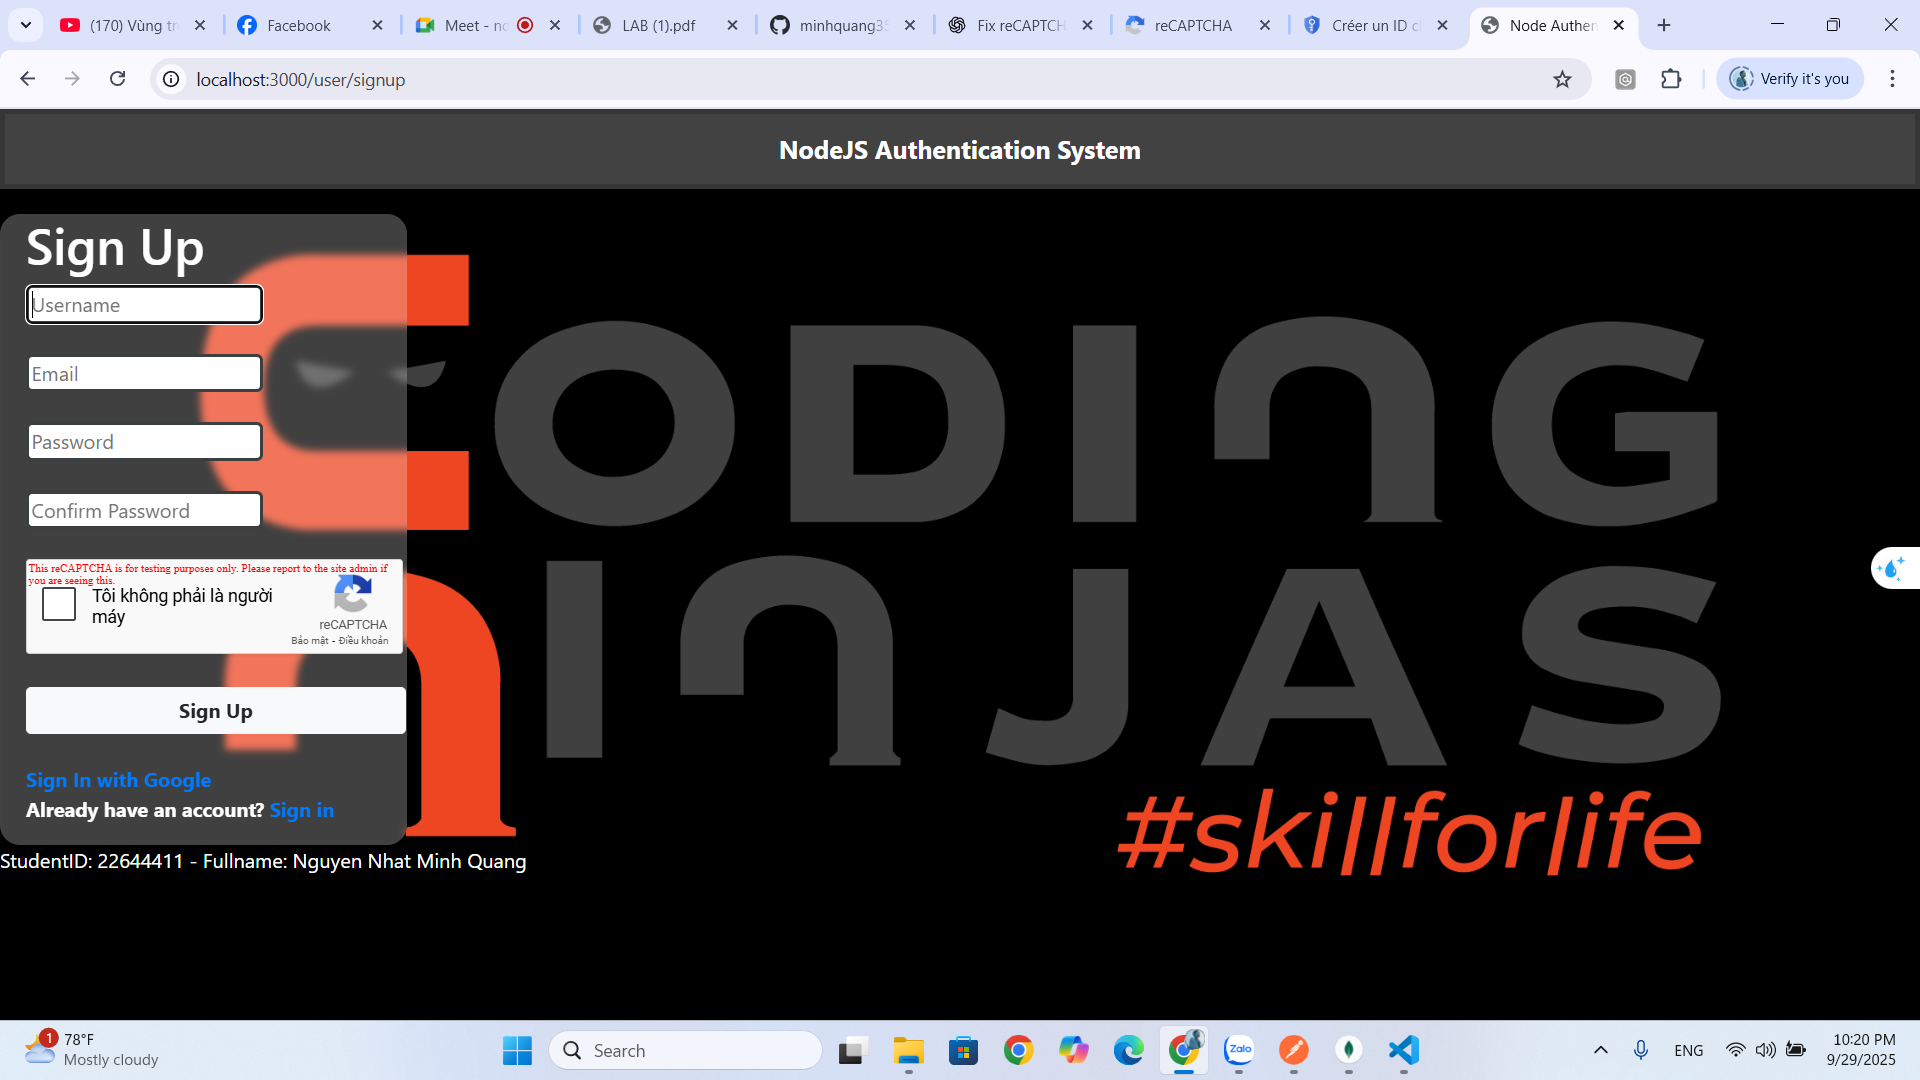 (170) Vùng tr
Facebook
Meet - nd
LAB (1).pdf
minhquang35
Fix reCAPTCH
reCAPTCHA
Créer un ID cl
Node Authen
localhost:3000/user/signup
Verify it's you
NodeJS Authentication System
Sign Up
Username
Email
Password
Confirm Password
This reCAPTCHA is for testing purposes only. Please report to the site admin if
you are seeing this.
Tôi không phải là người
máy
reCAPTCHA
Bảo mật - Điều khoản
Sign Up
Sign In with Google
Already have an account? Sign in
CODING
NINJAS
#skillforlife
StudentID: 22644411 - Fullname: Nguyen Nhat Minh Quang
1
78°F
Mostly cloudy
Search
Zalo
ENG
10:20 PM
9/29/2025